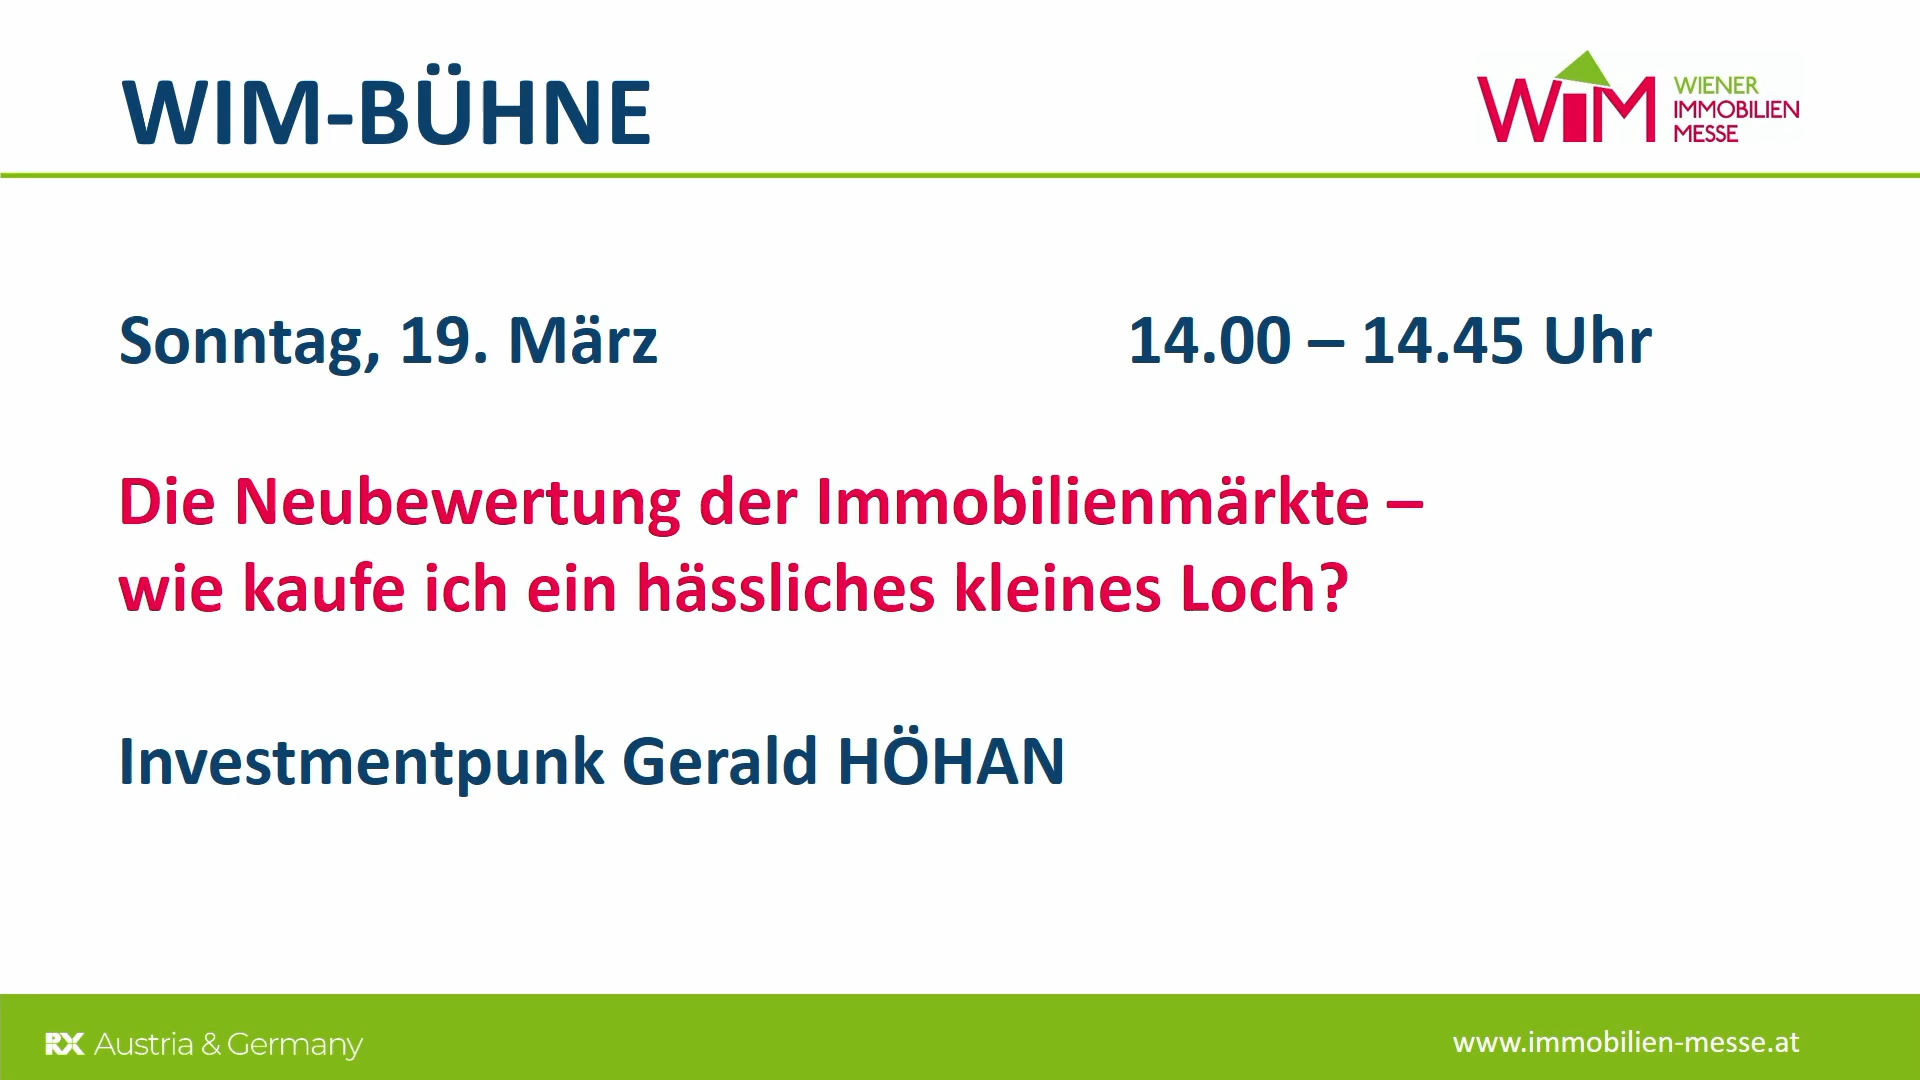 WIM-BÜHNE
WiM WIENER
IMMOBILIEN
MESSE
Sonntag, 19. März 14.00 – 14.45 Uhr
Die Neubewertung der Immobilienmärkte –
wie kaufe ich ein hässliches kleines Loch?
Investmentpunk Gerald HÖHAN
RX Austria & Germany
www.immobilien-messe.at